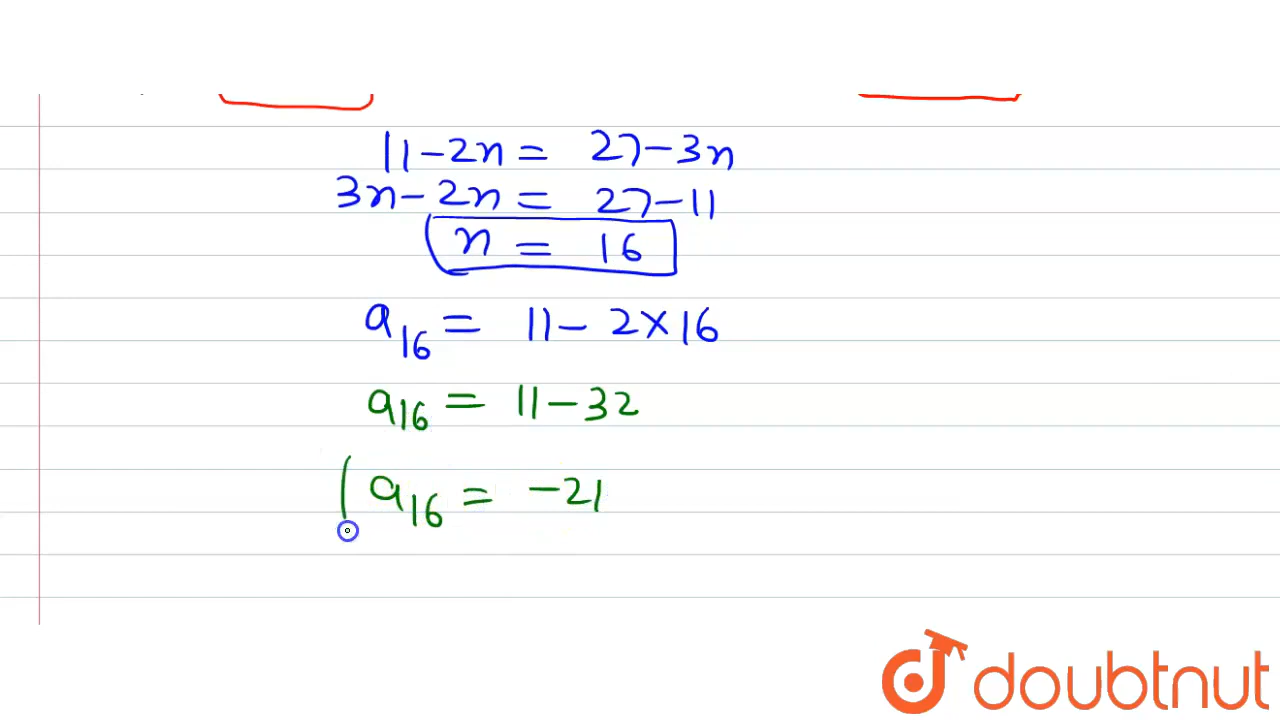 11-2n = 27-3n
3n-2n = 27-11
n = 16
a16 = 11-2×16
a16 = 11-32
a16 = -21
doubtnut